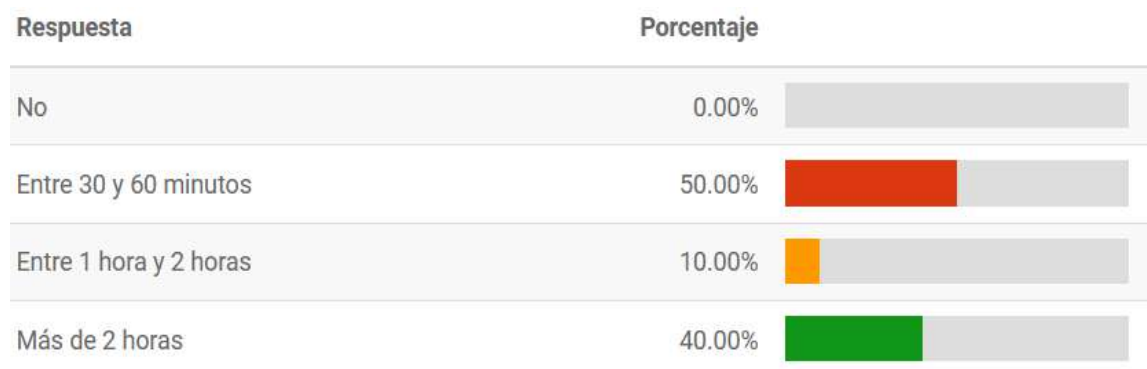 Respuesta Porcentaje
No 0.00%
Entre 30 y 60 minutos 50.00%
Entre 1 hora y 2 horas 10.00%
Más de 2 horas 40.00%